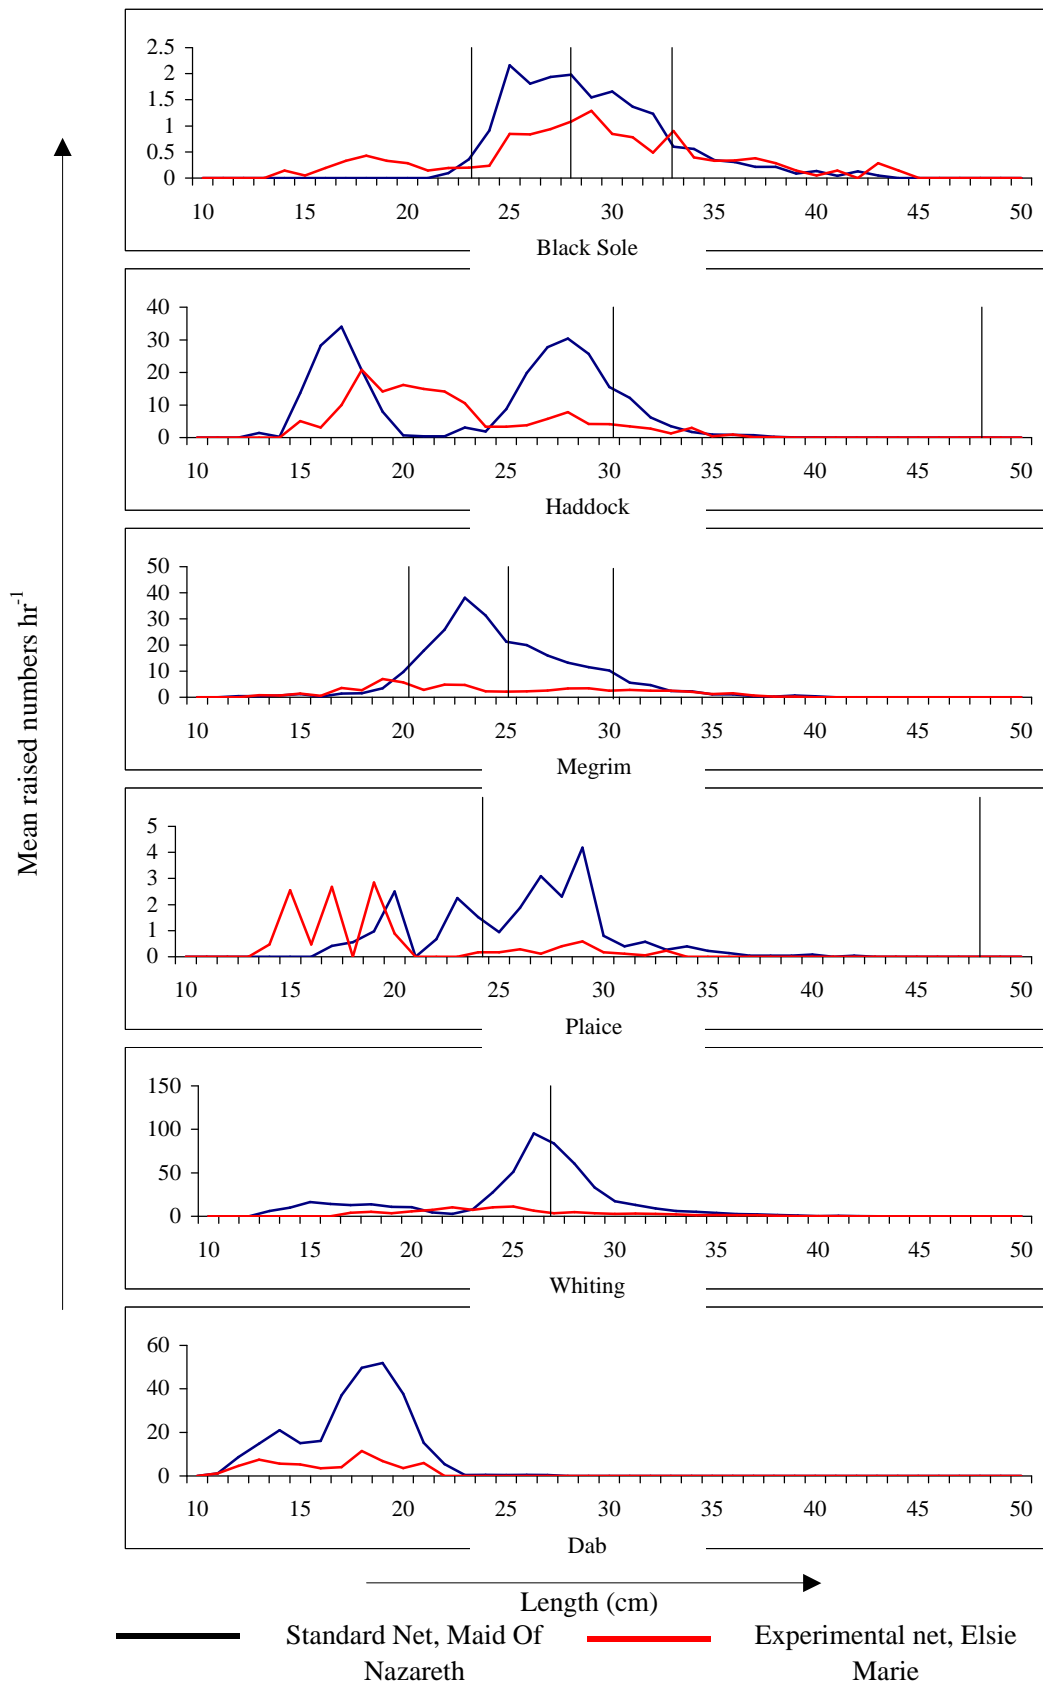 2.5
2
1.5
1
0.5
0
10 15 20 25 30 35 40 45 50
Black Sole
40
30
20
10
0
10 15 20 25 30 35 40 45 50
Haddock
50
40
30
20
10
0
10 15 20 25 30 35 40 45 50
Megrim
Mean raised numbers hr-1
5
4
3
2
1
0
10 15 20 25 30 35 40 45 50
Plaice
150
100
50
0
10 15 20 25 30 35 40 45 50
Whiting
60
40
20
0
10 15 20 25 30 35 40 45 50
Dab
Length (cm)
Standard Net, Maid Of
Nazareth
Experimental net, Elsie
Marie